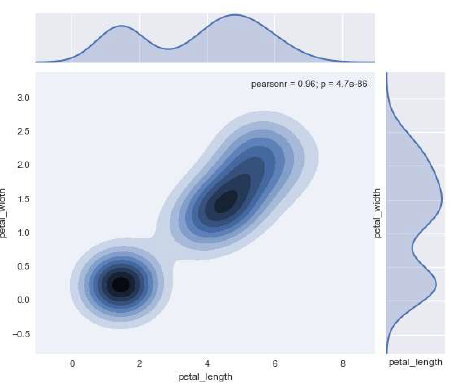 pearsonr = 0.96; p = 4.7e-86
3.0
2.5
2.0
1.5
1.0
0.5
0.0
−0.5
petal_width
petal_width
0 2 4 6 8
petal_length
petal_length